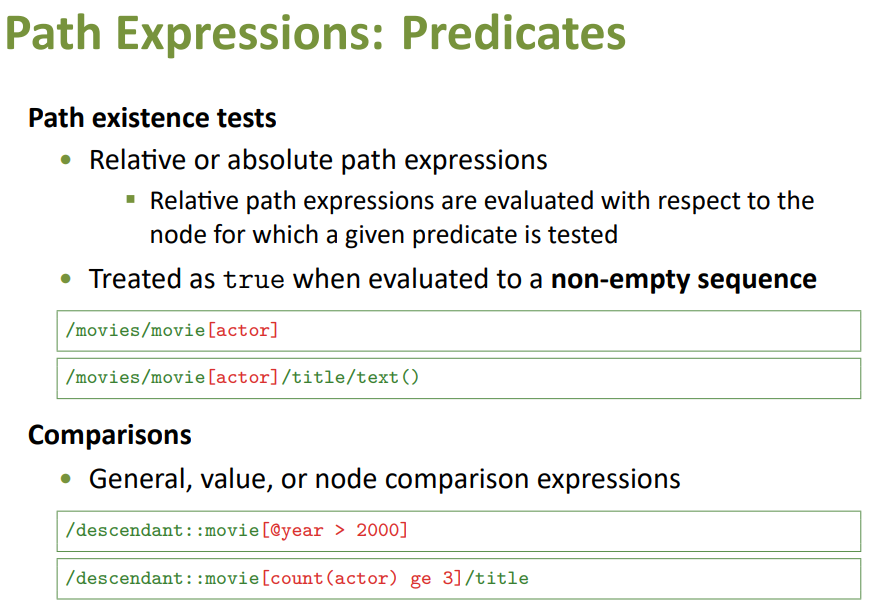 Path Expressions: Predicates
Path existence tests
• Relative or absolute path expressions
▪ Relative path expressions are evaluated with respect to the
node for which a given predicate is tested
• Treated as true when evaluated to a non-empty sequence
/movies/movie[actor]
/movies/movie[actor]/title/text()
Comparisons
• General, value, or node comparison expressions
/descendant::movie[@year > 2000]
/descendant::movie[count(actor) ge 3]/title